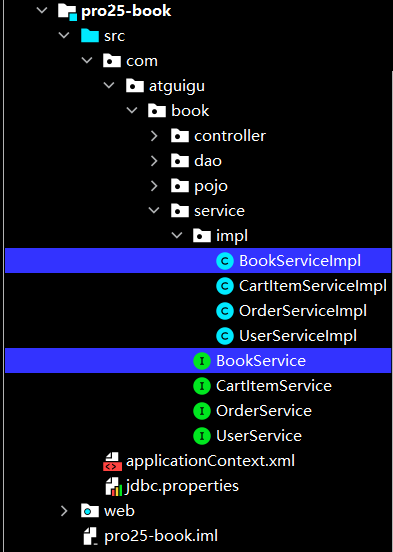 pro25-book
src
com
atguigu
book
controller
dao
pojo
service
impl
BookServiceImpl
CartItemServiceImpl
OrderServiceImpl
UserServiceImpl
BookService
CartItemService
OrderService
UserService
applicationContext.xml
jdbc.properties
web
pro25-book.iml